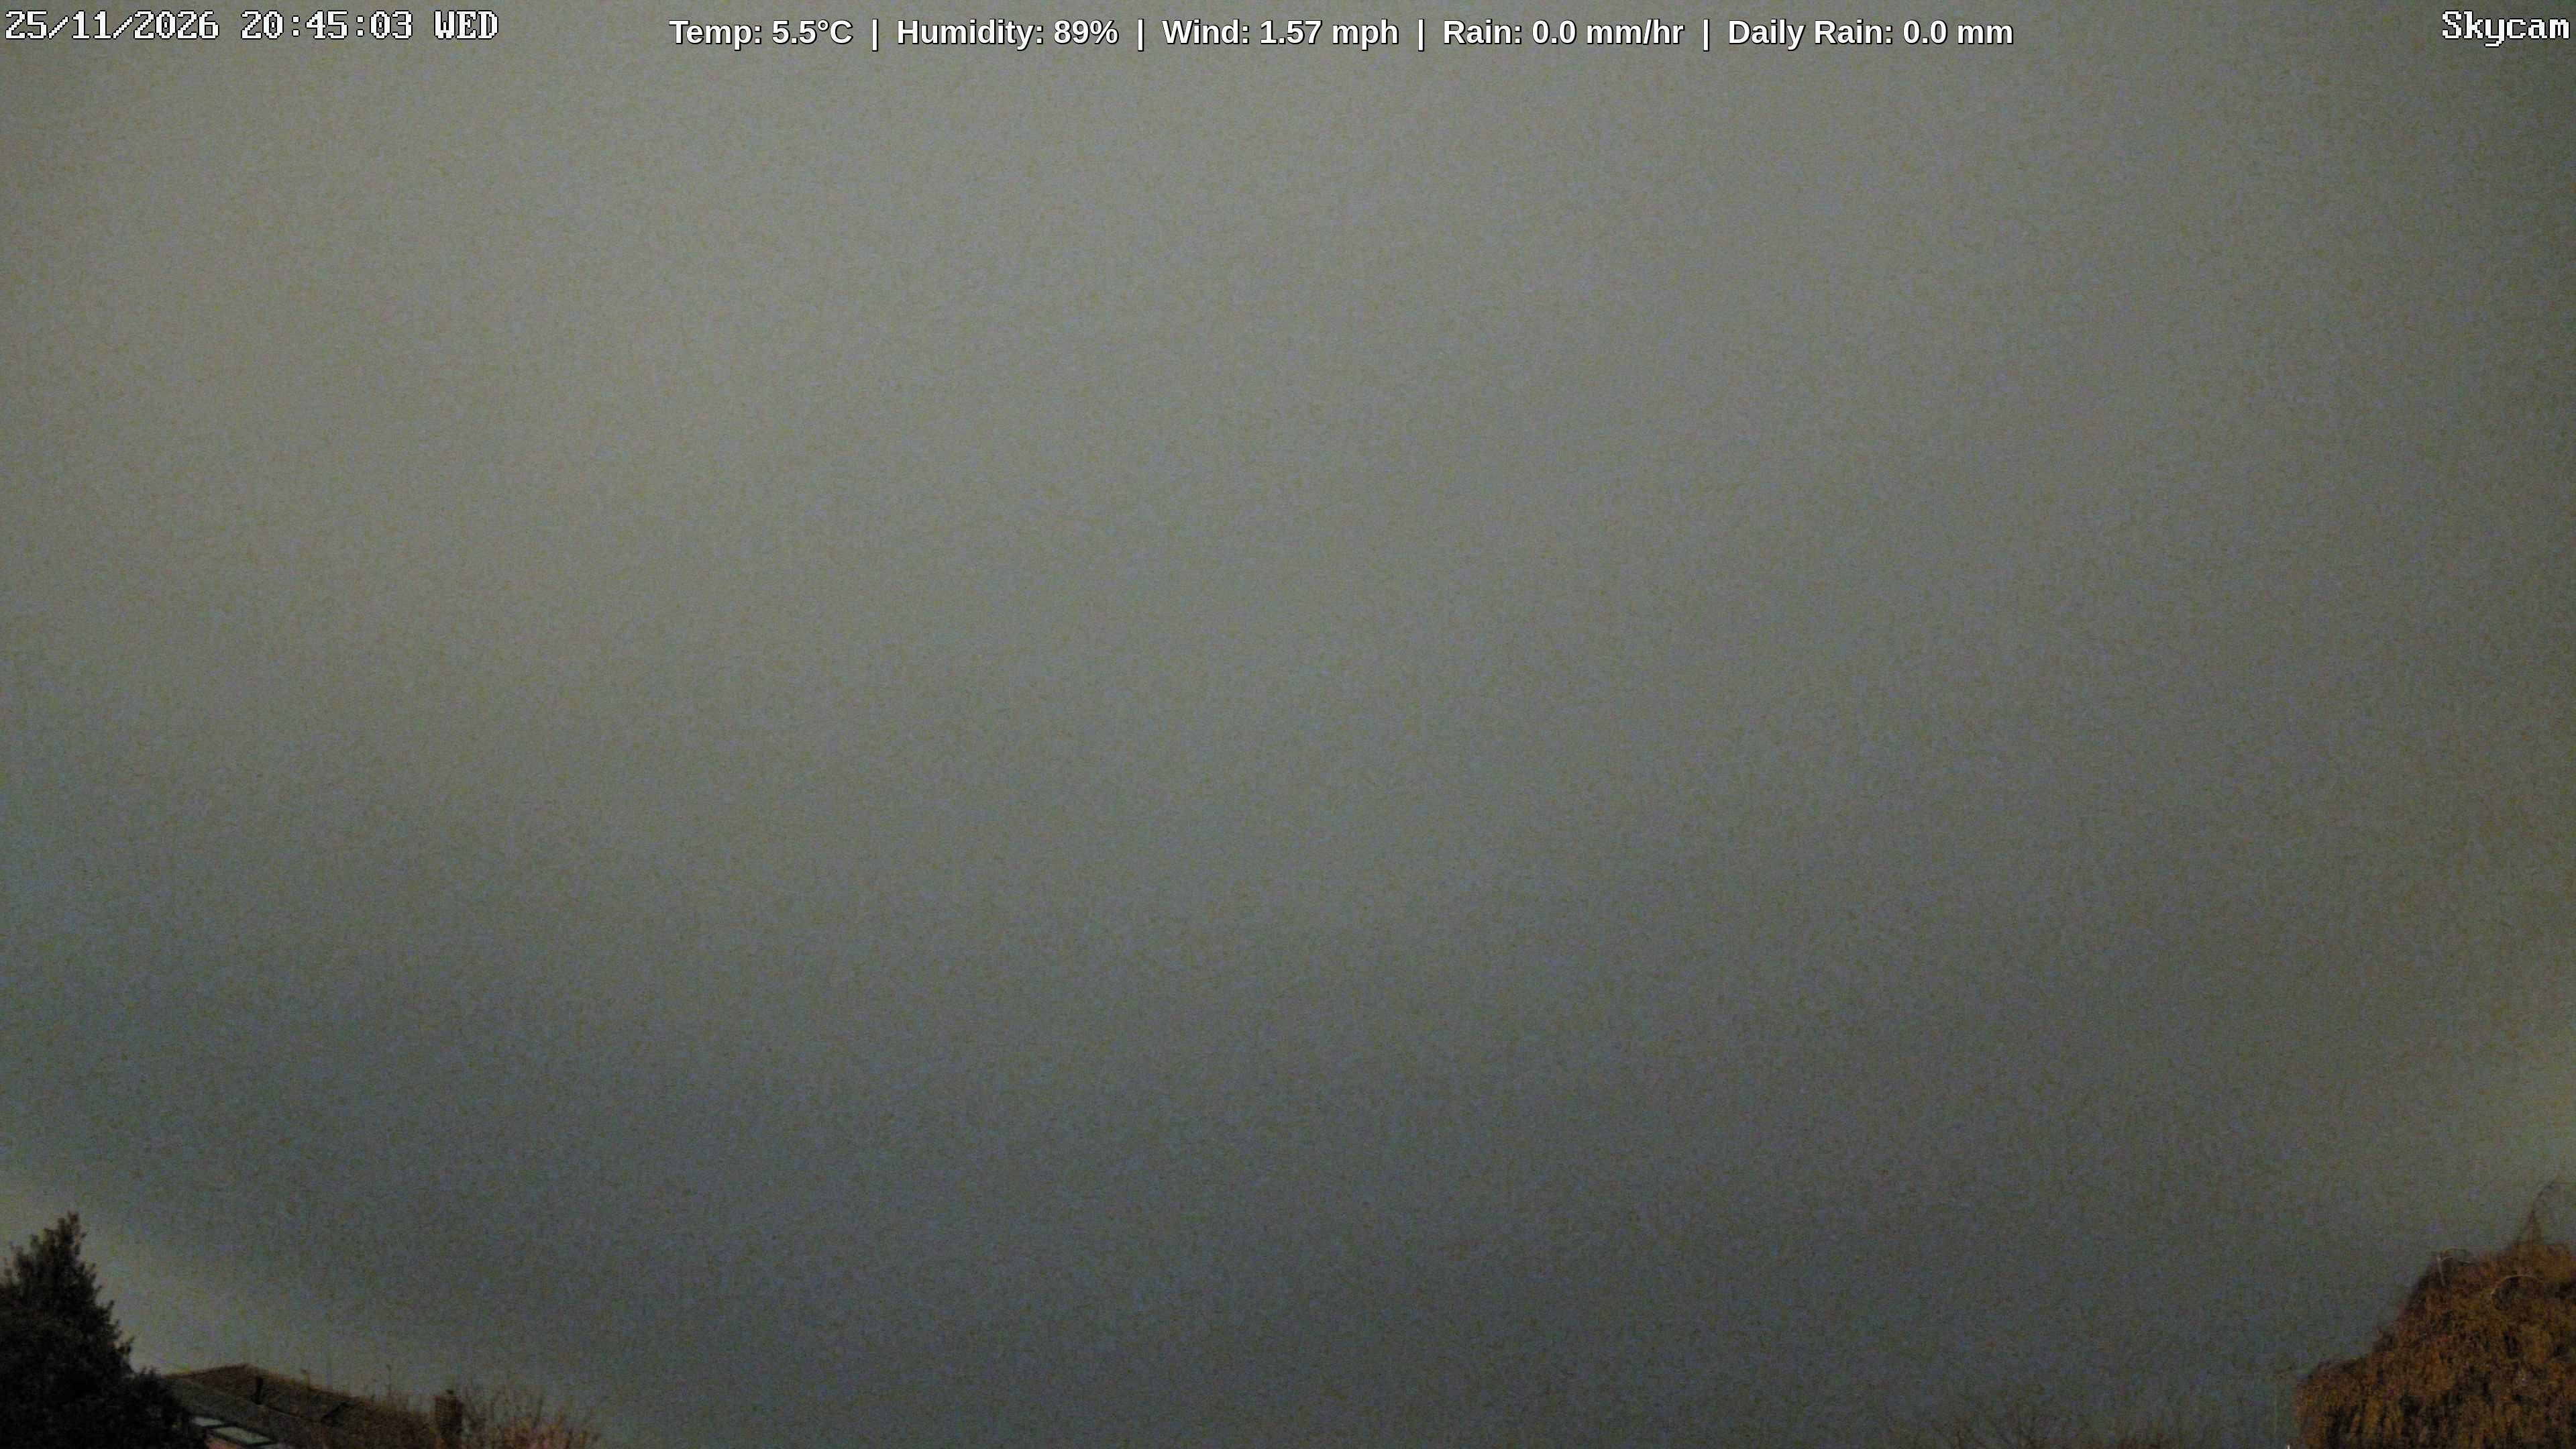 25/11/2026 20:45:03 WED
Temp: 5.5°C | Humidity: 89% | Wind: 1.57 mph | Rain: 0.0 mm/hr | Daily Rain: 0.0 mm
Skycam